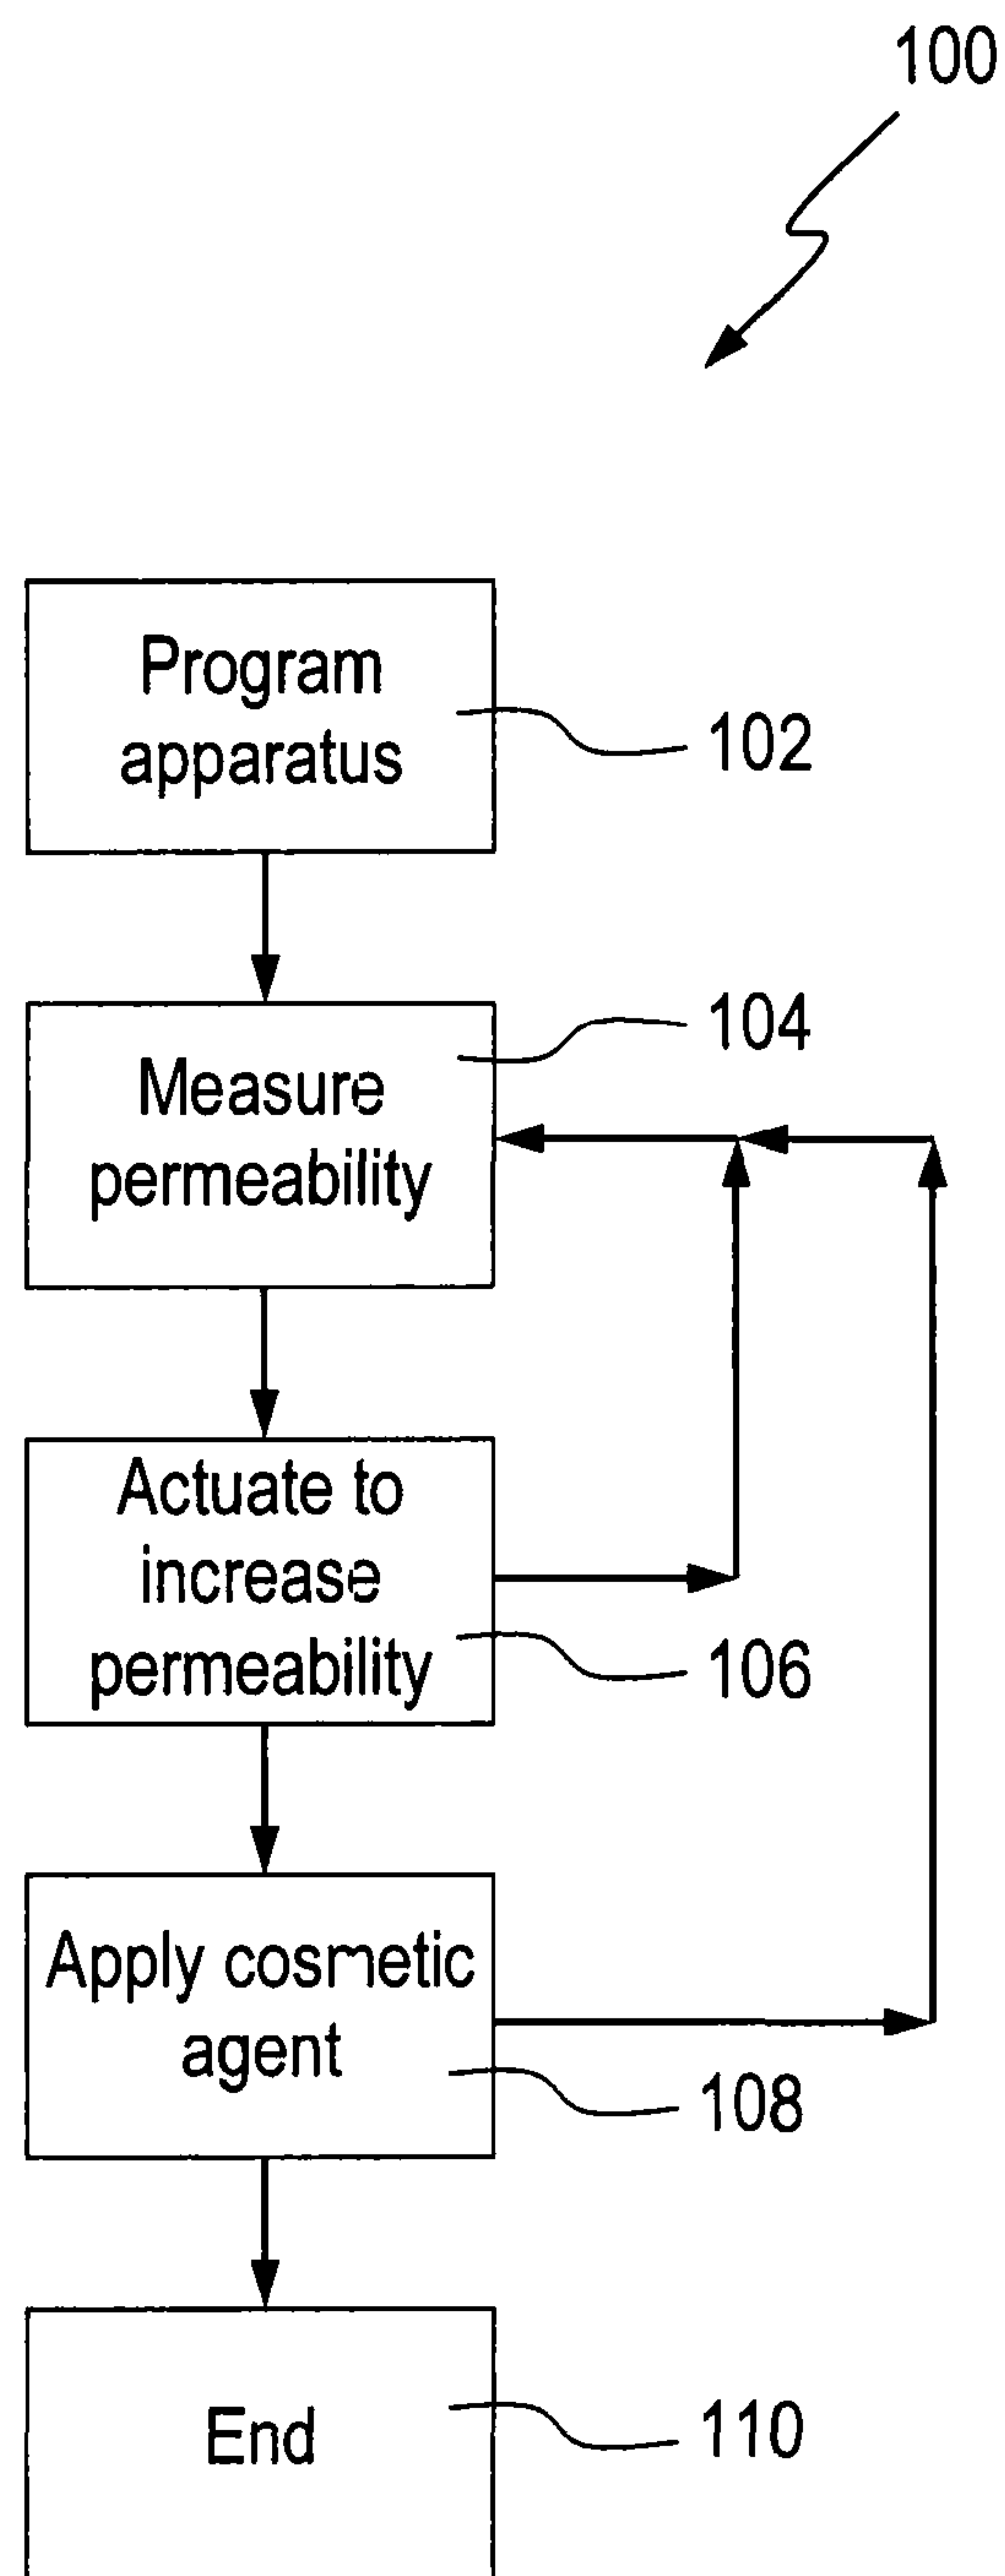 100
Program
apparatus
102
104
Measure
permeability
Actuate to
increase
permeability
106
Apply cosmetic
agent
108
End
110